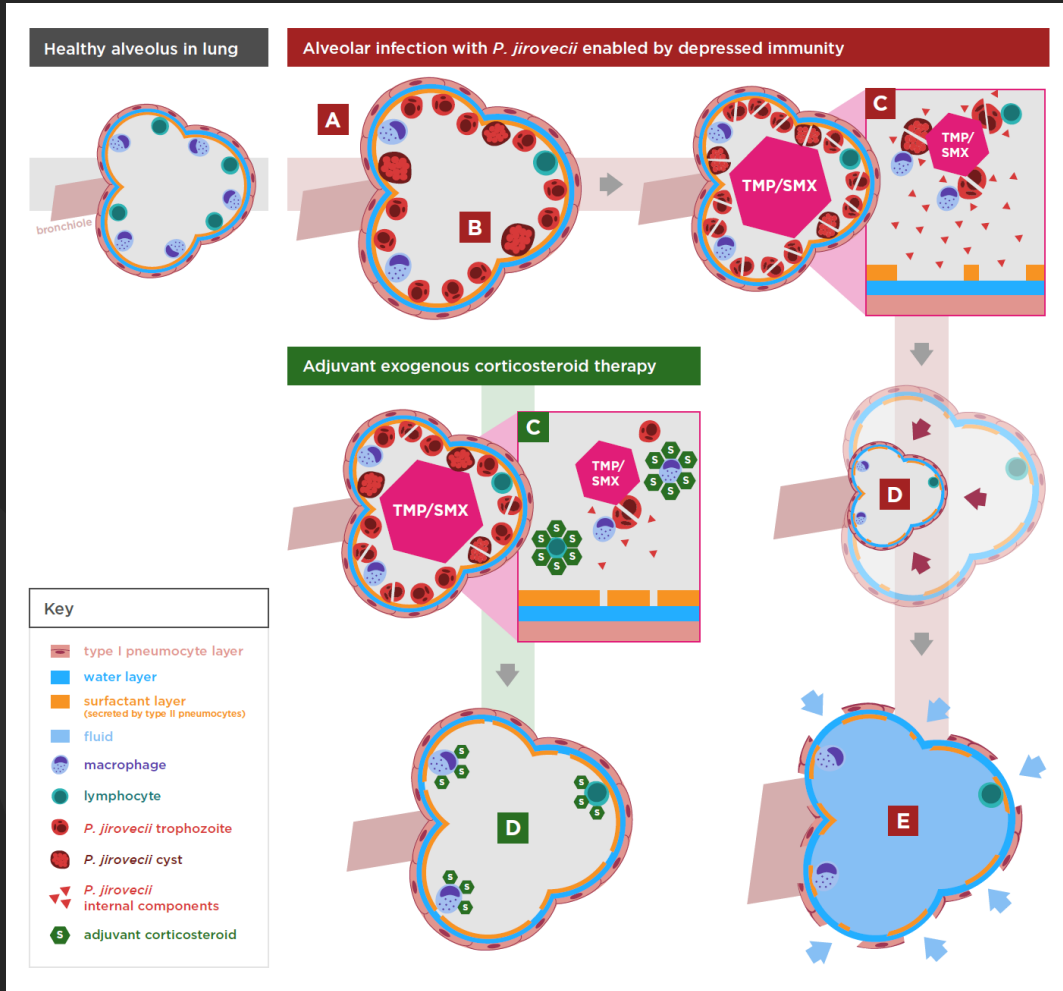 Healthy alveolus in lung
Alveolar infection with P. jirovecii enabled by depressed immunity
A
B
bronchiole
TMP/SMX
C
TMP/
SMX
D
E
Adjuvant exogenous corticosteroid therapy
TMP/SMX
C
TMP/
SMX
S
S
S
S
S
S
S
S
S
S
S
S
D
S
S
S
S
S
S
S
S
S
Key
type I pneumocyte layer
water layer
surfactant layer
(secreted by type II pneumocytes)
fluid
macrophage
lymphocyte
P. jirovecii trophozoite
P. jirovecii cyst
P. jirovecii
internal components
S
adjuvant corticosteroid